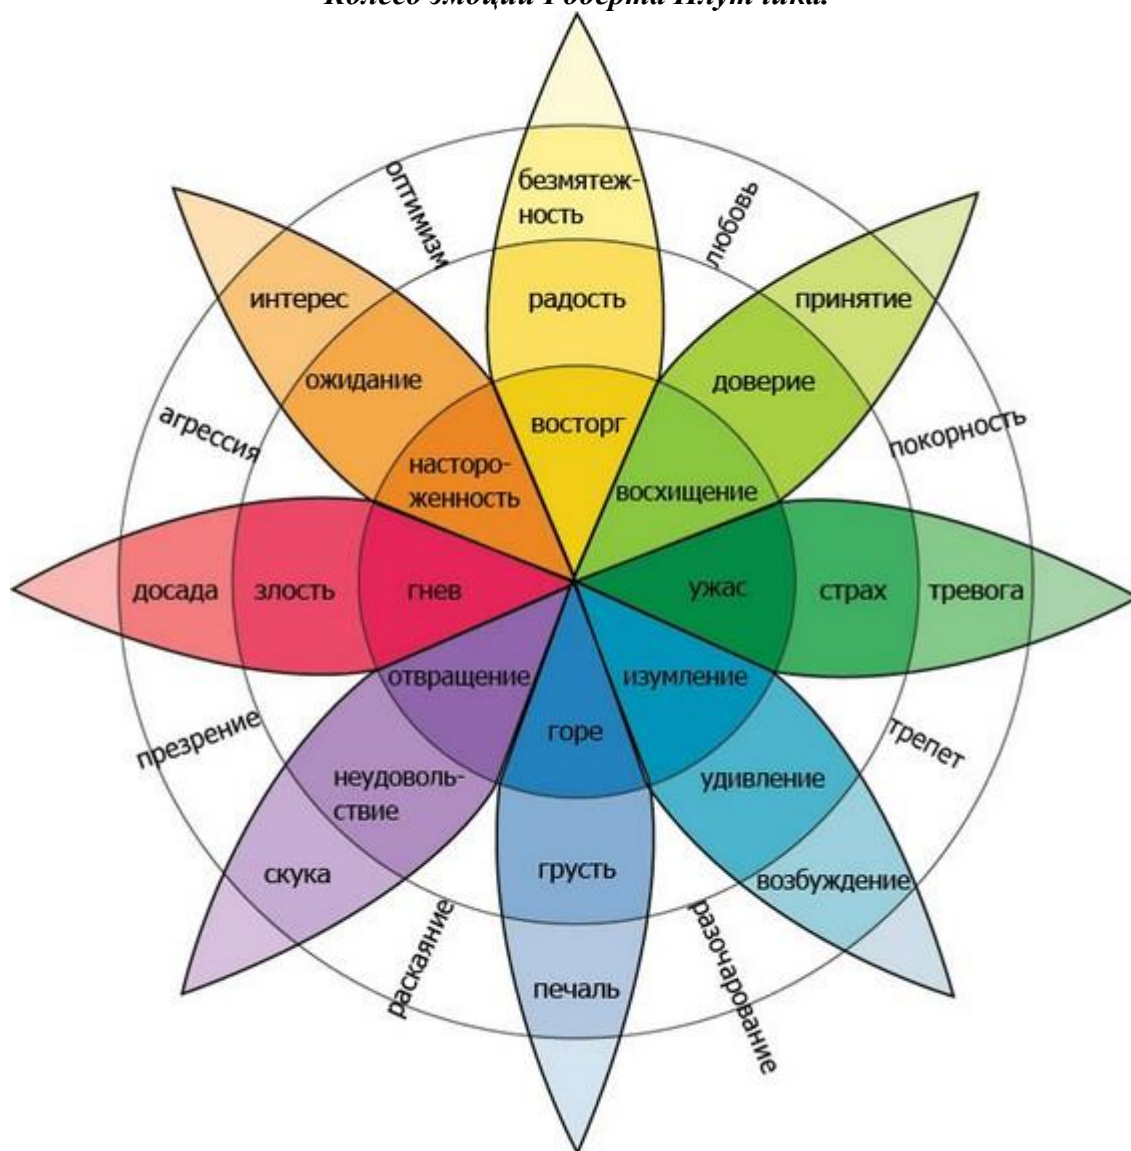 Колесо эмоций Роберта Плутчика.
оптимизм
безмятеж-
ность
любовь
интерес
радость
принятие
ожидание
доверие
агрессия
восторг
покорность
насторо-
женность
восхищение
досада
злость
гнев
ужас
страх
тревога
отвращение
изумление
презрение
горе
трепет
неудоволь-
ствие
удивление
скука
грусть
возбуждение
раскаяние
печаль
разочарование